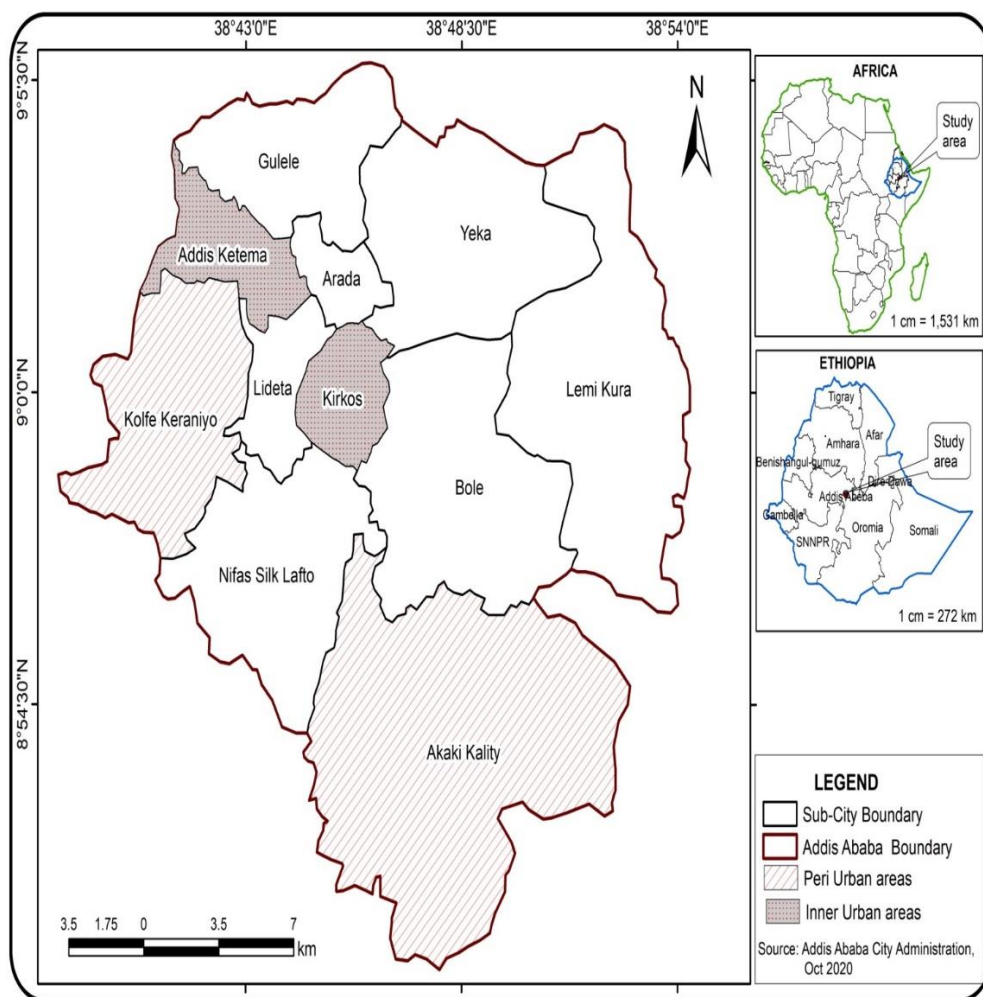 38°43'0"E
38°48'30"E
38°54'0"E
9°5'30"N
9°0'0"N
8°54'30"N
N
Gulele
Yeka
Addis Ketema
Arada
Lemi Kura
Lideta
Kirkos
Kolfe Keraniyo
Bole
Nifas Silk Lafto
Akaki Kality
3.5 1.75 0 3.5 7
km
AFRICA
Study
area
1 cm = 1,531 km
ETHIOPIA
Tigray
Study
area
Afar
Amhara
Benishangul-gumuz
Dire Dawa
Addis Ababa
Gambella
Oromia
Somali
SNNPR
1 cm = 272 km
LEGEND
Sub-City Boundary
Addis Ababa Boundary
Peri Urban areas
Inner Urban areas
Source: Addis Ababa City Administration,
Oct 2020